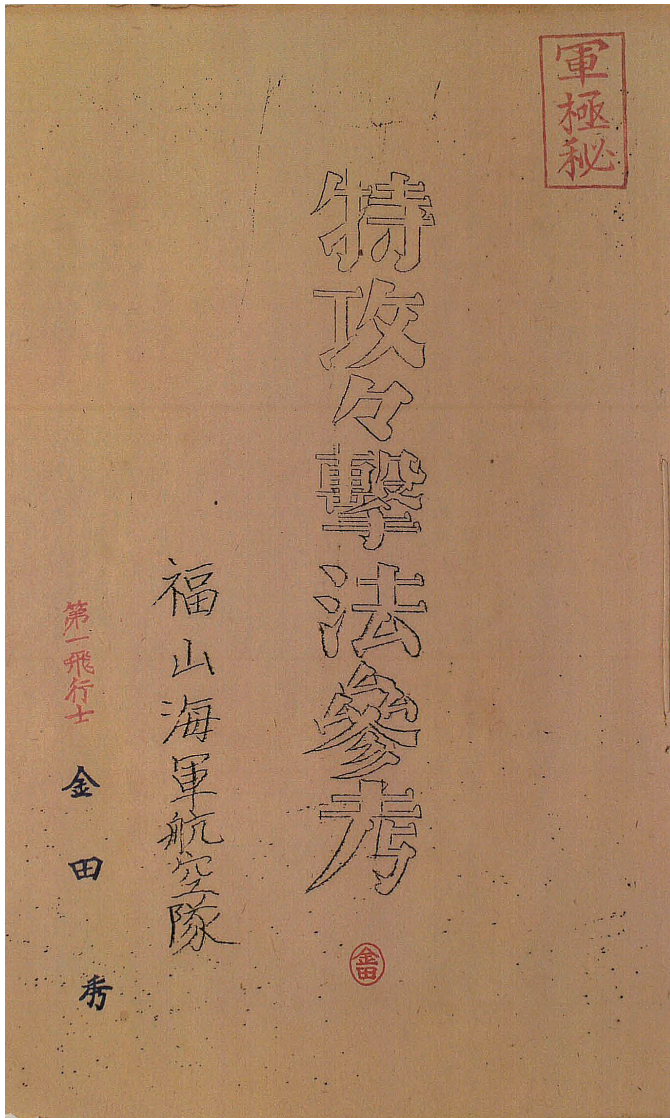 軍極秘
特攻々撃法參考
金田
福山海軍航空隊
第一飛行士
金田秀